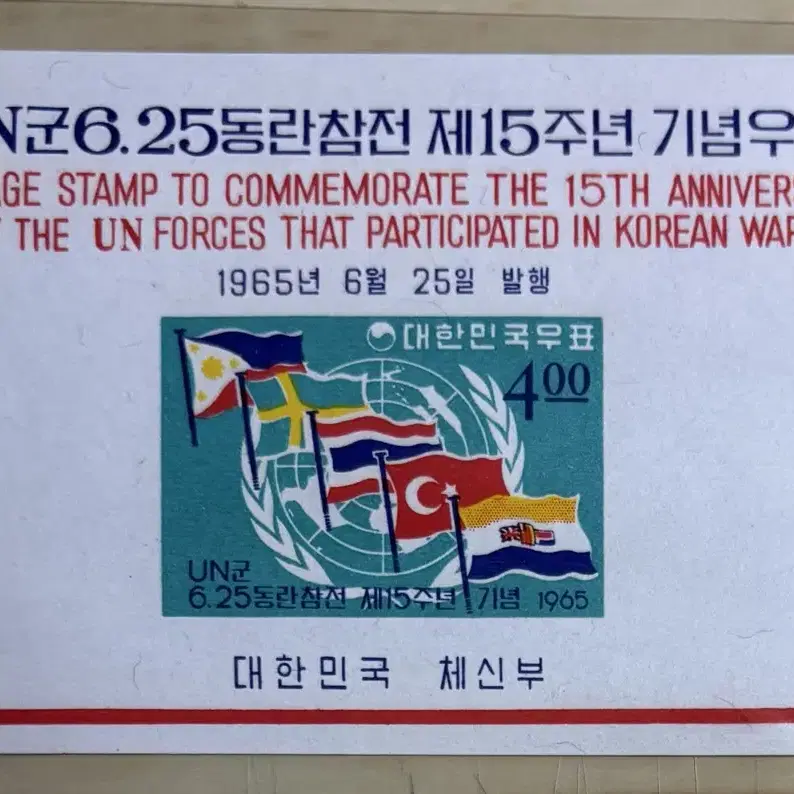 N군6.25동란참전 제15주년 기념우
AGE STAMP TO COMMEMORATE THE 15TH ANNIVERS
THE UN FORCES THAT PARTICIPATED IN KOREAN WAR
1965년 6월 25일 발행
대한민국우표
4 00
UN군
6.25동란참전 제15주년 기념 1965
대한민국 체신부